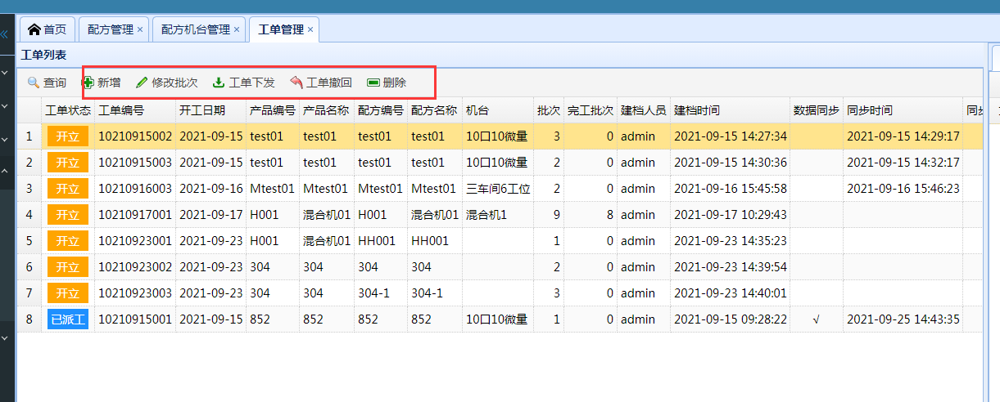 首页 配方管理 × 配方机台管理 × 工单管理 ×
工单列表
查询 新增 修改批次 工单下发 工单撤回 删除
工单状态 工单编号 开工日期 产品编号 产品名称 配方编号 配方名称 机台 批次 完工批次 建档人员 建档时间 数据同步 同步时间 同步
1 开立 10210915002 2021-09-15 test01 test01 test01 test01 10口10微量 3 0 admin 2021-09-15 14:27:34 2021-09-15 14:29:17
2 开立 10210915003 2021-09-15 test01 test01 test01 test01 10口10微量 2 0 admin 2021-09-15 14:30:36 2021-09-15 14:32:17
3 开立 10210916003 2021-09-16 Mtest01 Mtest01 Mtest01 Mtest01 三车间6工位 2 0 admin 2021-09-16 15:45:58 2021-09-16 15:46:23
4 开立 10210917001 2021-09-17 H001 混合机01 H001 混合机01 混合机1 9 8 admin 2021-09-17 10:29:43
5 开立 10210923001 2021-09-23 H001 混合机01 HH001 HH001 1 0 admin 2021-09-23 14:35:23
6 开立 10210923002 2021-09-23 304 304 304 304 2 0 admin 2021-09-23 14:39:54
7 开立 10210923003 2021-09-23 304 304 304-1 304-1 3 0 admin 2021-09-23 14:40:01
8 已派工 10210915001 2021-09-15 852 852 852 852 10口10微量 1 0 admin 2021-09-15 09:28:22 √ 2021-09-25 14:43:35